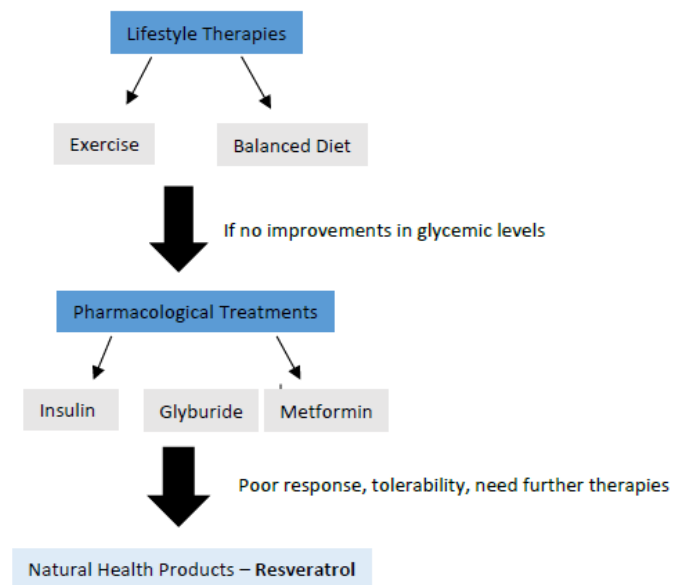 Lifestyle Therapies
Exercise
Balanced Diet
If no improvements in glycemic levels
Pharmacological Treatments
Insulin
Glyburide
Metformin
Poor response, tolerability, need further therapies
Natural Health Products – Resveratrol